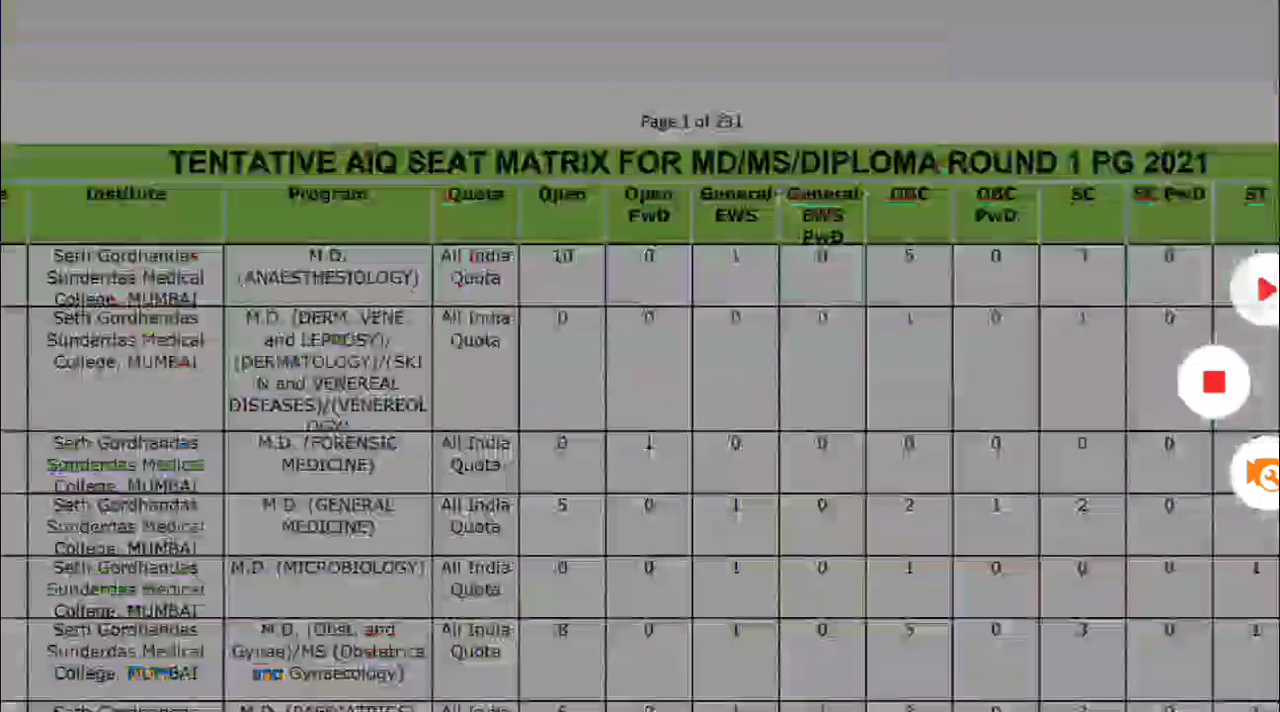 Page 1 of 231
TENTATIVE AIQ SEAT MATRIX FOR MD/MS/DIPLOMA ROUND 1 PG 2021
e Institute Program Quota Open Open PwD General EWS General EWS PwD OBC OBC PwD SC SC PwD ST
Seth Gordhandas M.D. All India 10 0 1 0 5 0 0
Sunderdas Medical (ANAESTHESIOLOGY) Quota
College, MUMBAI
Seth Gordhandas M.D. (DERM. VENE. All India 0 0 0 0 1 0 1 0
Sunderdas Medical and LEPROSY)/ Quota
College, MUMBAI (DERMATOLOGY)/(SKI
N and VENEREAL
DISEASES)/(VENEREOL
OGY)
Seth Gordhandas M.D. (FORENSIC All India 0 1 0 0 0 0 0 0
Sunderdas Medical MEDICINE) Quota
College, MUMBAI
Seth Gordhandas M.D. (GENERAL All India 5 0 1 0 2 1 2 0
Sunderdas Medical MEDICINE) Quota
College, MUMBAI
Seth Gordhandas M.D. (MICROBIOLOGY) All India 0 0 1 0 1 0 0 0 1
Sunderdas Medical Quota
College, MUMBAI
Seth Gordhandas M.D. (Obst. and All India 8 0 1 0 5 0 3 0 1
Sunderdas Medical Gynae)/MS (Obstetrics Quota
College, MUMBAI and Gynaecology)
Seth Gordhandas M.D. (PAEDIATRICS) All India